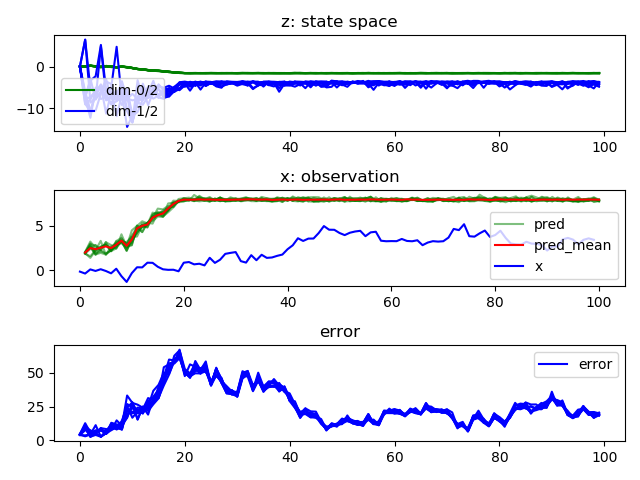 z: state space
0
−10
dim-0/2
dim-1/2
0 20 40 60 80 100
x: observation
5
0
pred
pred_mean
x
0 20 40 60 80 100
error
50
25
0
error
0 20 40 60 80 100